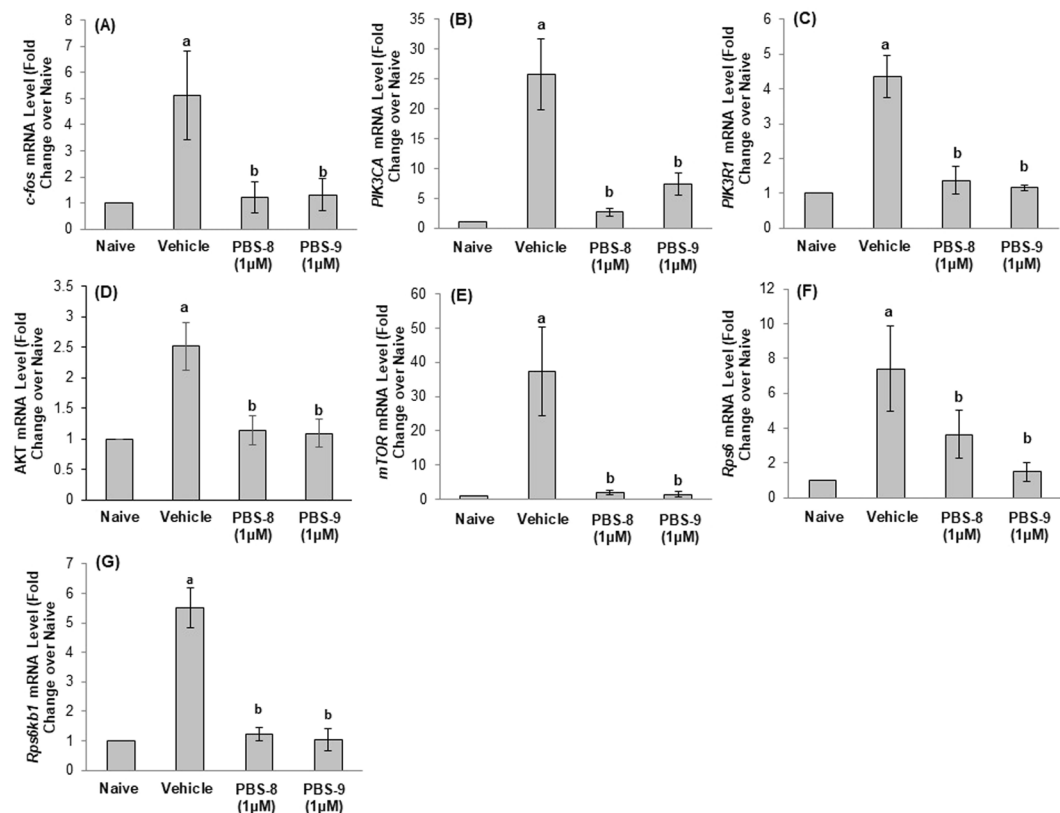 (A)
c-fos mRNA Level (Fold
Change over Naive
8
7
6
5
4
3
2
1
0
a
b
b
Naive
Vehicle
PBS-8
(1µM)
PBS-9
(1µM)
(B)
PIK3CA mRNA Level (Fold
Change over Naive
35
30
25
20
15
10
5
0
a
b
b
Naive
Vehicle
PBS-8
(1µM)
PBS-9
(1µM)
(C)
PIK3R1 mRNA Level (Fold
Change over Naive
6
5
4
3
2
1
0
a
b
b
Naive
Vehicle
PBS-8
(1µM)
PBS-9
(1µM)
(D)
AKT mRNA Level (Fold
Change over Naive
3.5
3
2.5
2
1.5
1
0.5
0
a
b
b
Naive
Vehicle
PBS-8
(1µM)
PBS-9
(1µM)
(E)
mTOR mRNA Level (Fold
Change over Naive
60
50
40
30
20
10
0
a
b
b
Naive
Vehicle
PBS-8
(1µM)
PBS-9
(1µM)
(F)
Rps6 mRNA Level (Fold
Change over Naive
12
10
8
6
4
2
0
a
b
b
Naive
Vehicle
PBS-8
(1µM)
PBS-9
(1µM)
(G)
Rps6kb1 mRNA Level (Fold
Change over Naive
7
6
5
4
3
2
1
0
a
b
b
Naive
Vehicle
PBS-8
(1µM)
PBS-9
(1µM)